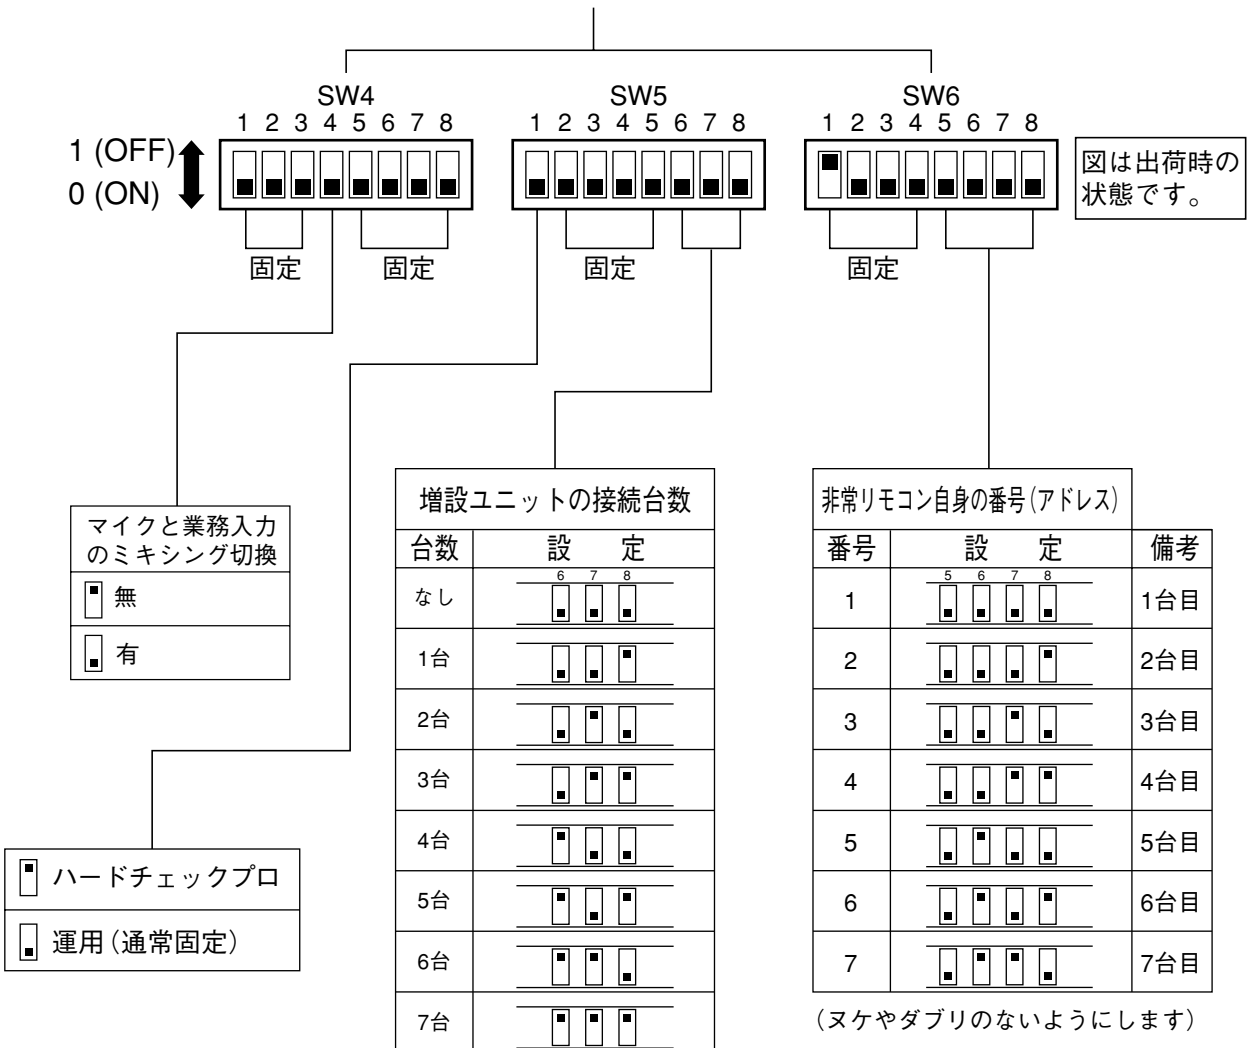 SW4
1 2 3 4 5 6 7 8
SW5
1 2 3 4 5 6 7 8
SW6
1 2 3 4 5 6 7 8
1 (OFF)
0 (ON)
図は出荷時の
状態です。
固定
固定
固定
固定
マイクと業務入力
のミキシング切換
無
有
ハードチェックプロ
運用(通常固定)
増設ユニットの接続台数
台数 設 定
6 7 8
なし
1台
2台
3台
4台
5台
6台
7台
非常リモコン自身の番号(アドレス)
番号 設 定 備考
5 6 7 8
1 1台目
2 2台目
3 3台目
4 4台目
5 5台目
6 6台目
7 7台目
(ヌケやダブリのないようにします)